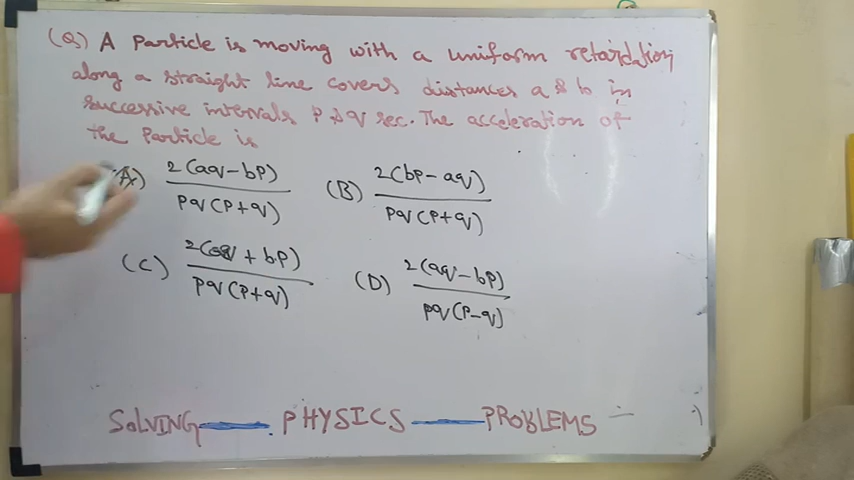 (Q) A Particle is moving with a uniform retardation
along a straight line covers distances a & b in
successive intervals P & q sec. The acceleration of
the Particle is
(A) 2(aq-bP) / Pq(P+q) (B) 2(bP-aq) / Pq(P+q)
(C) 2(aq + bP) / Pq(P+q) (D) 2(aq-bP) / Pq(P-q)
SOLVING PHYSICS PROBLEMS